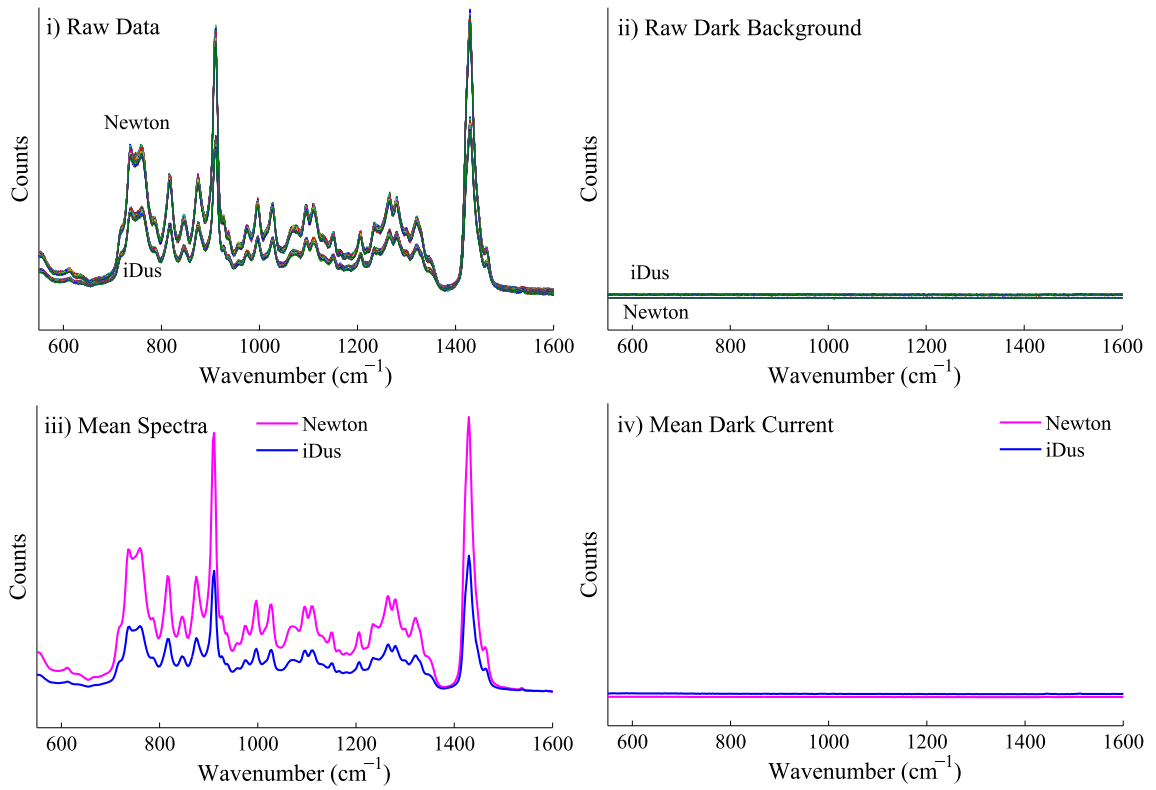 i) Raw Data
Newton
iDus
Counts
600 800 1000 1200 1400 1600
Wavenumber (cm−1)
ii) Raw Dark Background
iDus
Newton
Counts
600 800 1000 1200 1400 1600
Wavenumber (cm−1)
iii) Mean Spectra
Newton
iDus
Counts
600 800 1000 1200 1400 1600
Wavenumber (cm−1)
iv) Mean Dark Current
Newton
iDus
Counts
600 800 1000 1200 1400 1600
Wavenumber (cm−1)